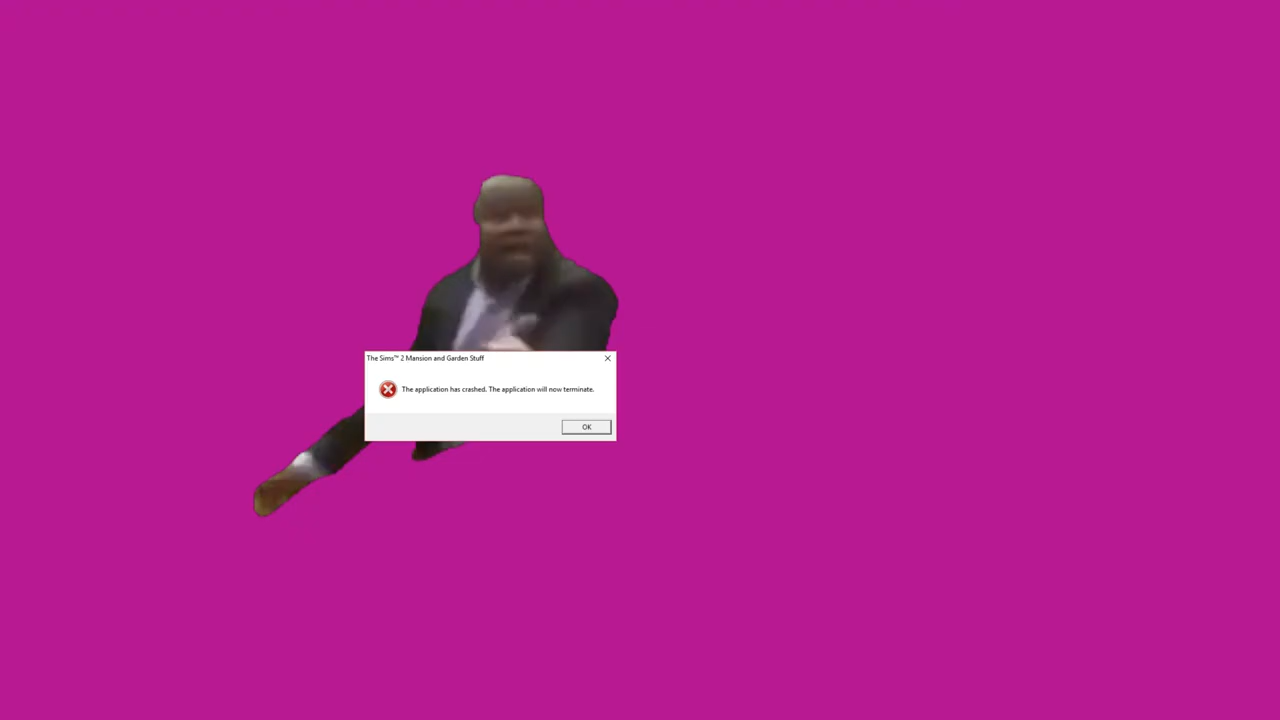 The Sims™ 2 Mansion and Garden Stuff
The application has crashed. The application will now terminate.
OK